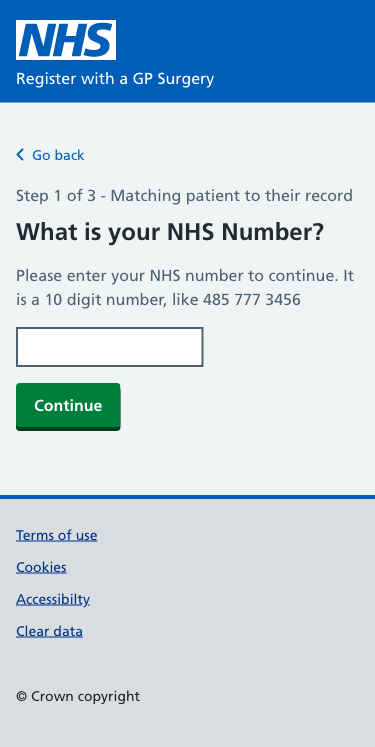 NHS
Register with a GP Surgery
Go back
Step 1 of 3 - Matching patient to their record
What is your NHS Number?
Please enter your NHS number to continue. It
is a 10 digit number, like 485 777 3456
Continue
Terms of use
Cookies
Accessibilty
Clear data
© Crown copyright